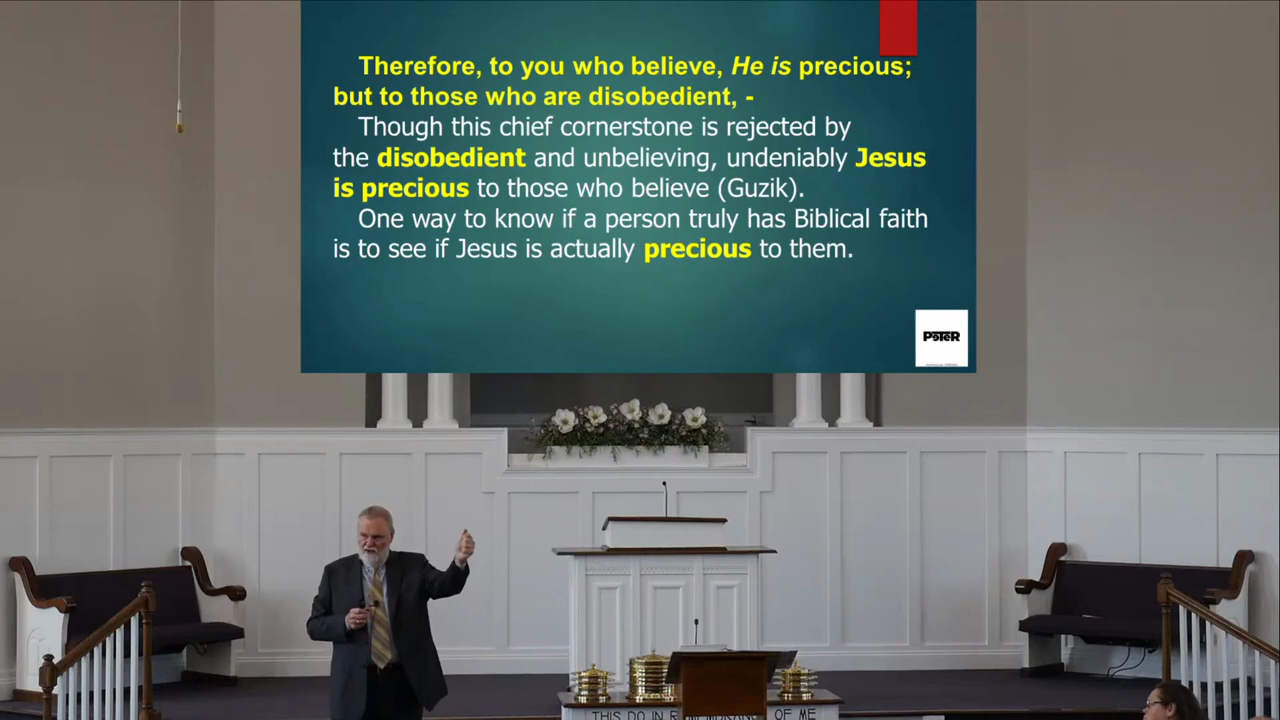 Therefore, to you who believe, He is precious;
but to those who are disobedient, -
Though this chief cornerstone is rejected by
the disobedient and unbelieving, undeniably Jesus
is precious to those who believe (Guzik).
One way to know if a person truly has Biblical faith
is to see if Jesus is actually precious to them.
PeTeR
THIS DO IN OF ME